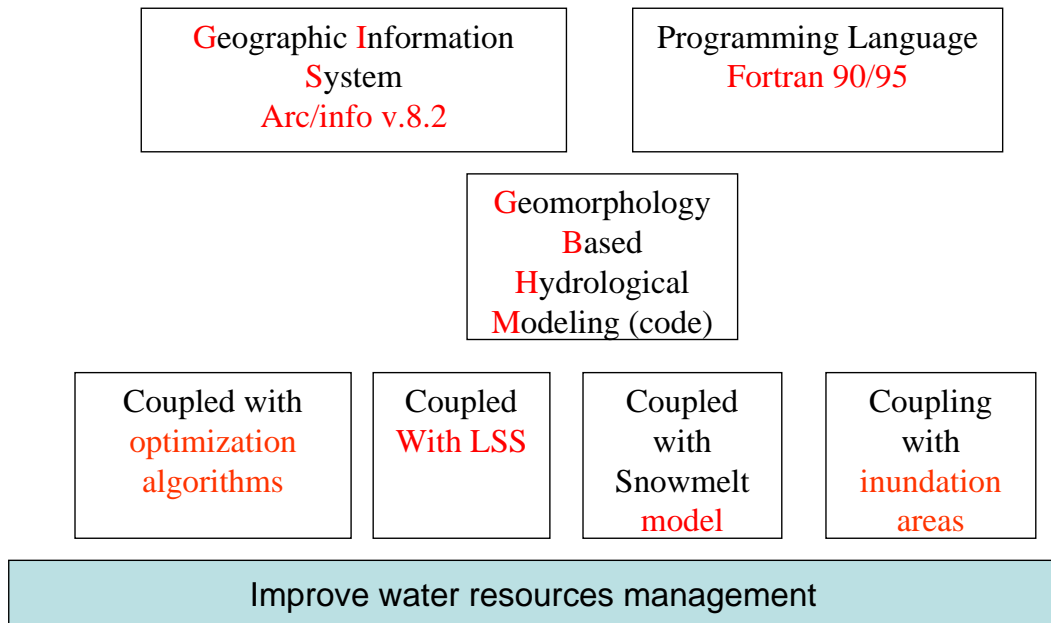 Geographic Information
System
Arc/info v.8.2
Programming Language
Fortran 90/95
Geomorphology
Based
Hydrological
Modeling (code)
Coupled with
optimization
algorithms
Coupled
With LSS
Coupled
with
Snowmelt
model
Coupling
with
inundation
areas
Improve water resources management